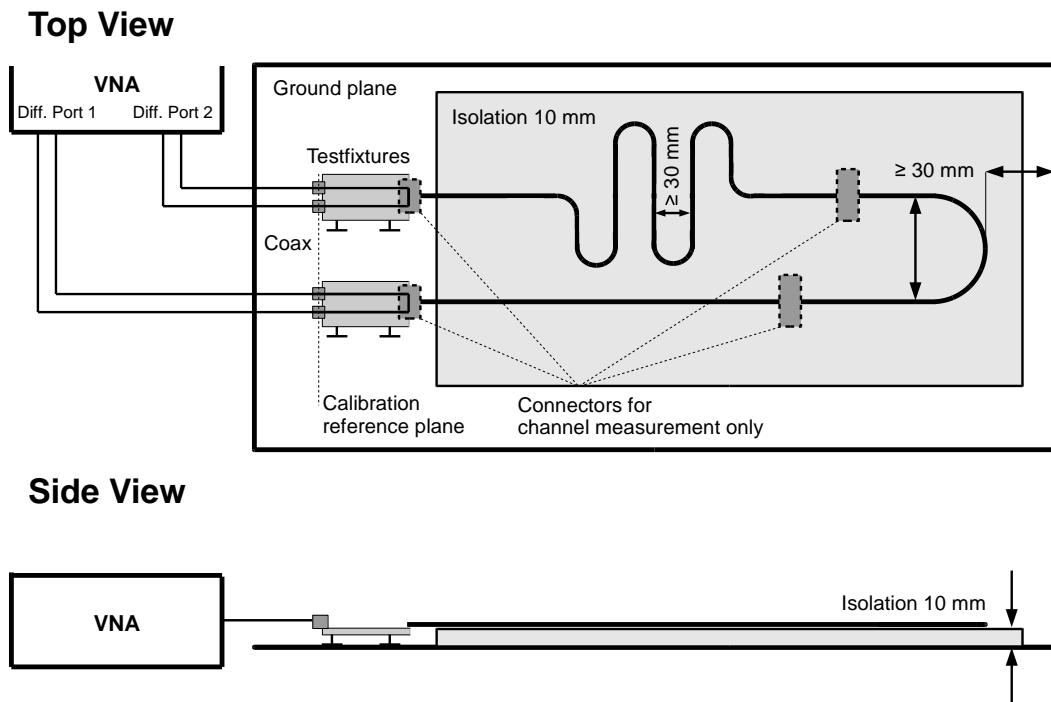 Top View
VNA
Diff. Port 1
Diff. Port 2
Ground plane
Isolation 10 mm
Testfixtures
≥ 30 mm
≥ 30 mm
Coax
Calibration
reference plane
Connectors for
channel measurement only
Side View
VNA
Isolation 10 mm